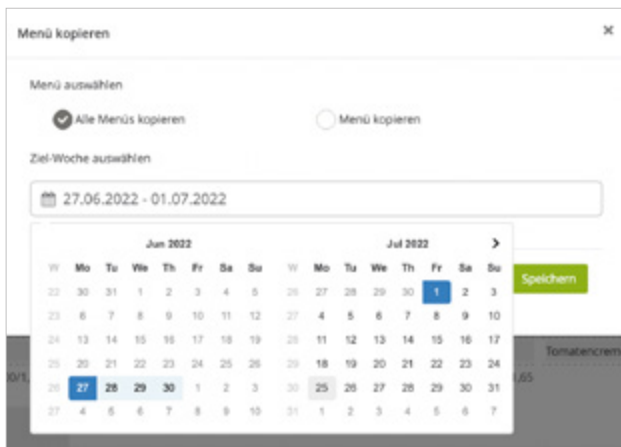 Menü kopieren ×
Menü auswählen
Alle Menüs kopieren Menü kopieren
Ziel-Woche auswählen
27.06.2022 - 01.07.2022
Jun 2022 Jul 2022
W Mo Tu We Th Fr Sa Su W Mo Tu We Th Fr Sa Su
22 30 31 1 2 3 4 5 26 27 28 29 30 1 2 3
23 6 7 8 9 10 11 12 27 4 5 6 7 8 9 10
24 13 14 15 16 17 18 19 28 11 12 13 14 15 16 17
25 20 21 22 23 24 25 26 29 18 19 20 21 22 23 24
26 27 28 29 30 1 2 3 30 25 26 27 28 29 30 31
27 4 5 6 7 8 9 10 31 1 2 3 4 5 6 7
Speichern
Tomatencrem
00/1, 1,65